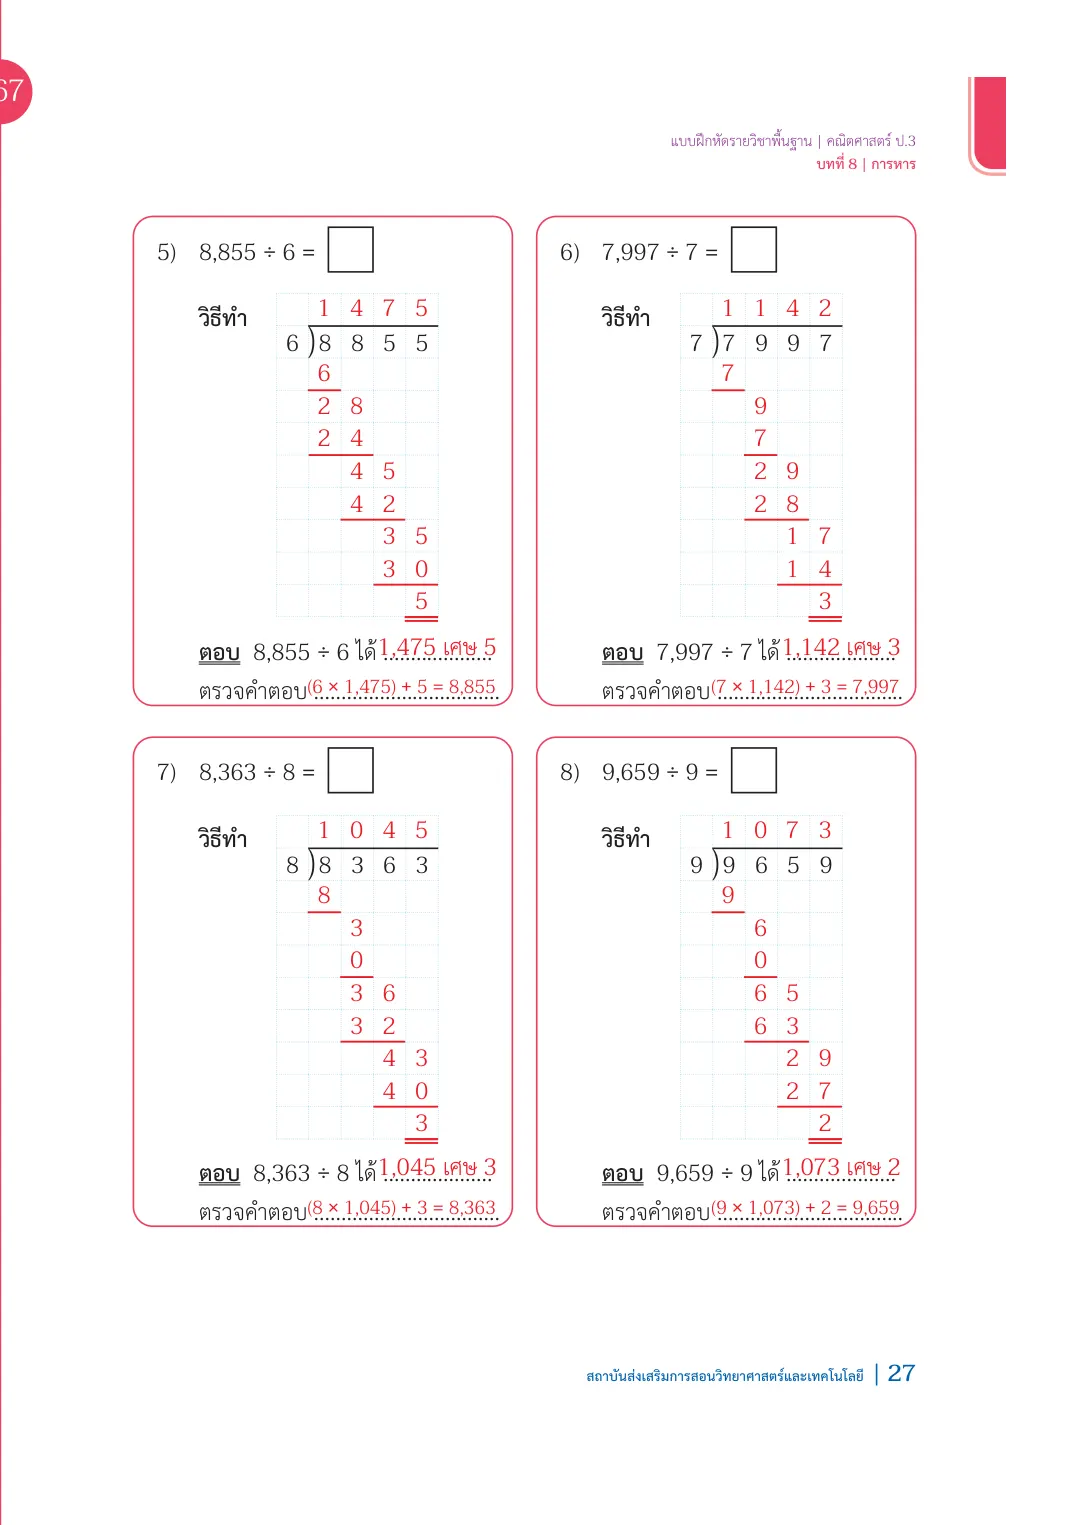 67
แบบฝึกหัดรายวิชาพื้นฐาน | คณิตศาสตร์ ป.3
บทที่ 8 | การหาร
5) 8,855 ÷ 6 =
วิธีทำ
1 4 7 5
6 ) 8 8 5 5
6
2 8
2 4
4 5
4 2
3 5
3 0
5
ตอบ 8,855 ÷ 6 ได้ 1,475 เศษ 5
ตรวจคำตอบ (6 × 1,475) + 5 = 8,855
6) 7,997 ÷ 7 =
วิธีทำ
1 1 4 2
7 ) 7 9 9 7
7
9
7
2 9
2 8
1 7
1 4
3
ตอบ 7,997 ÷ 7 ได้ 1,142 เศษ 3
ตรวจคำตอบ (7 × 1,142) + 3 = 7,997
7) 8,363 ÷ 8 =
วิธีทำ
1 0 4 5
8 ) 8 3 6 3
8
3
0
3 6
3 2
4 3
4 0
3
ตอบ 8,363 ÷ 8 ได้ 1,045 เศษ 3
ตรวจคำตอบ (8 × 1,045) + 3 = 8,363
8) 9,659 ÷ 9 =
วิธีทำ
1 0 7 3
9 ) 9 6 5 9
9
6
0
6 5
6 3
2 9
2 7
2
ตอบ 9,659 ÷ 9 ได้ 1,073 เศษ 2
ตรวจคำตอบ (9 × 1,073) + 2 = 9,659
สถาบันส่งเสริมการสอนวิทยาศาสตร์และเทคโนโลยี | 27